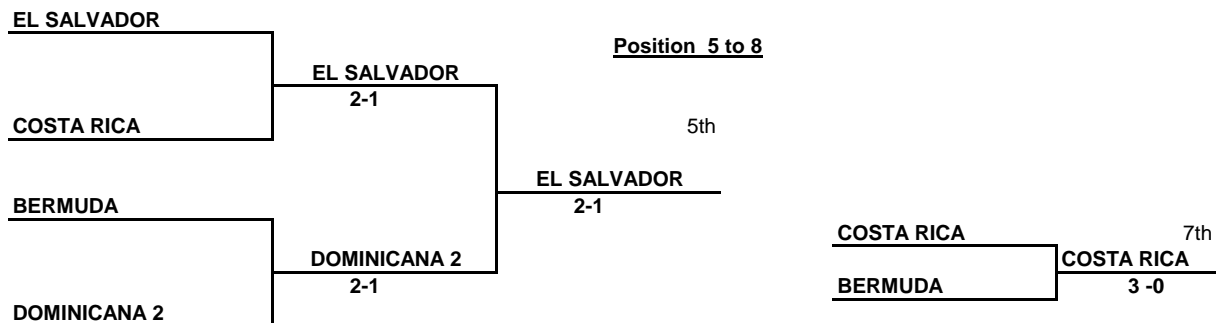 EL SALVADOR
Position 5 to 8
EL SALVADOR
2-1
COSTA RICA
5th
EL SALVADOR
2-1
BERMUDA
COSTA RICA
7th
DOMINICANA 2
COSTA RICA
2-1
BERMUDA
3 -0
DOMINICANA 2